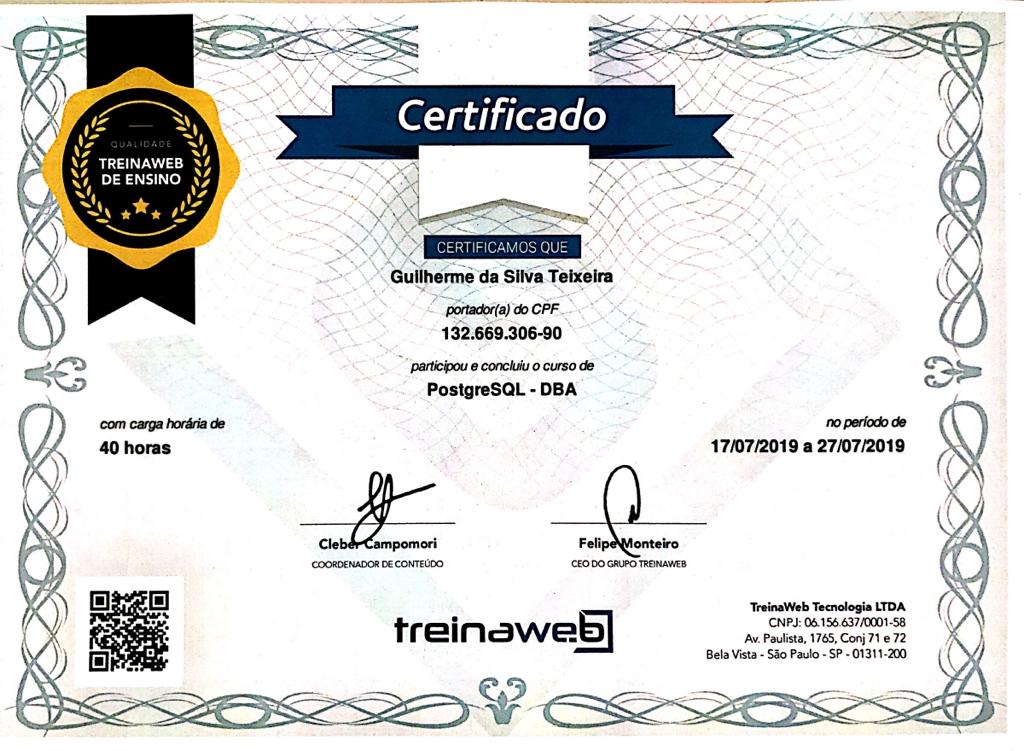 Certificado
QUALIDADE
TREINAWEB
DE ENSINO
CERTIFICAMOS QUE
Guilherme da Silva Teixeira
portador(a) do CPF
132.669.306-90
participou e concluiu o curso de
PostgreSQL - DBA
com carga horária de
40 horas
no período de
17/07/2019 a 27/07/2019
Cleber Campomori
COORDENADOR DE CONTEÚDO
Felipe Monteiro
CEO DO GRUPO TREINAWEB
treinaweb
TreinaWeb Tecnologia LTDA
CNPJ: 06.156.637/0001-58
Av. Paulista, 1765, Conj 71 e 72
Bela Vista - São Paulo - SP - 01311-200